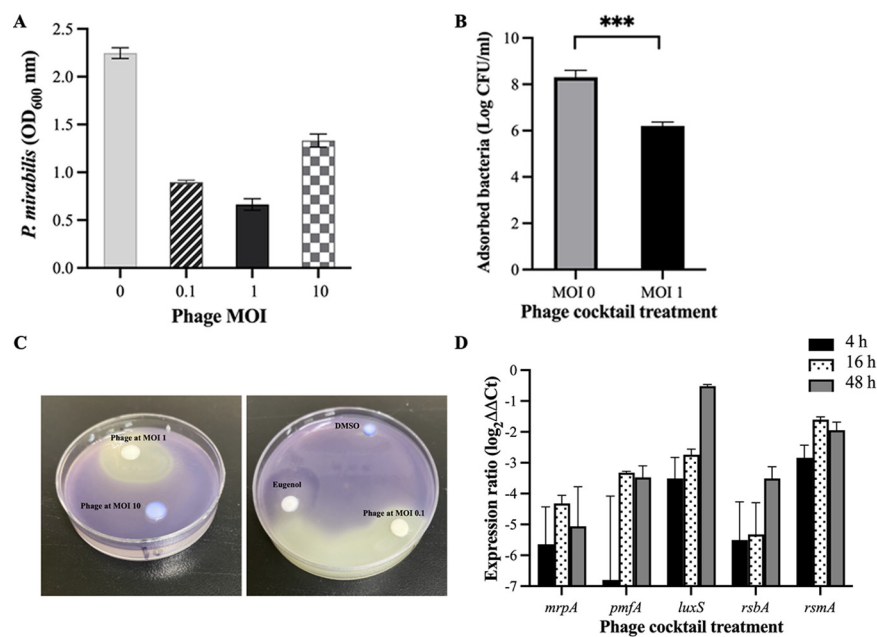 A
P. mirabilis (OD600 nm)
2.5
2.0
1.5
1.0
0.5
0.0
0 0.1 1 10
Phage MOI
B
***
Adsorbed bacteria (Log CFU/ml)
10
8
6
4
2
0
MOI 0 MOI 1
Phage cocktail treatment
C
Phage at MOI 1
Phage at MOI 10
DMSO
Eugenol
Phage at MOI 0.1
D
4 h
16 h
48 h
Expression ratio (log2ΔΔCt)
0
-1
-2
-3
-4
-5
-6
-7
mrpA pmfA luxS rsbA rsmA
Phage cocktail treatment